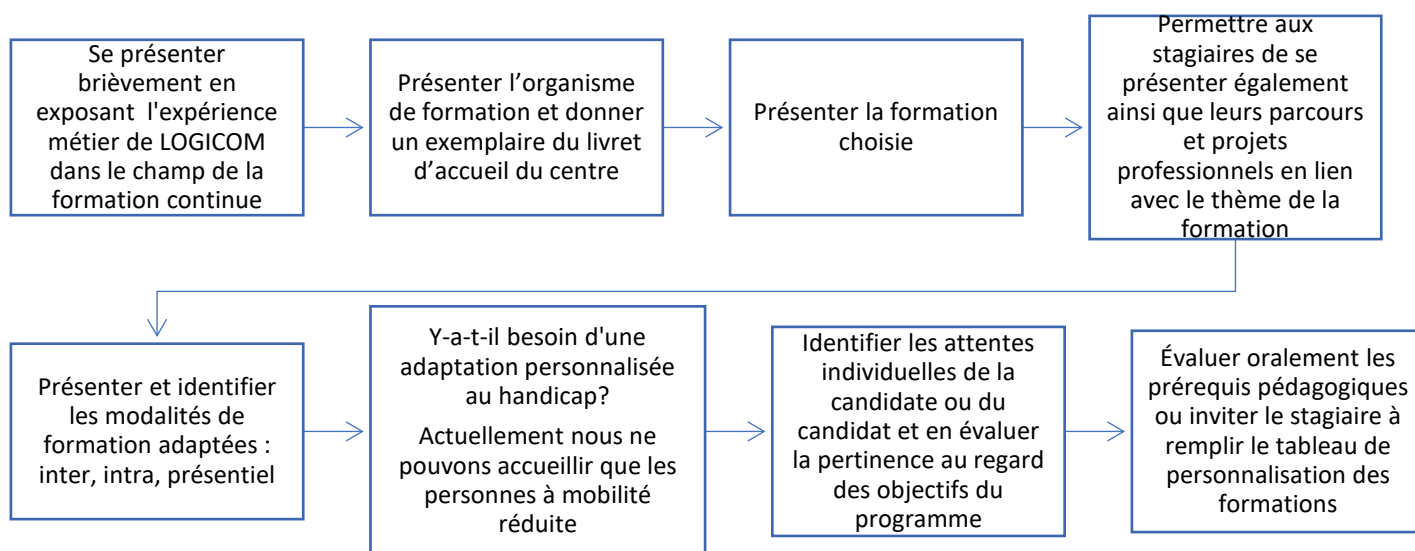 Se présenter
brièvement en
exposant l'expérience
métier de LOGICOM
dans le champ de la
formation continue
Présenter l’organisme
de formation et donner
un exemplaire du livret
d’accueil du centre
Présenter la formation
choisie
Permettre aux
stagiaires de se
présenter également
ainsi que leurs parcours
et projets
professionnels en lien
avec le thème de la
formation
Présenter et identifier
les modalités de
formation adaptées :
inter, intra, présentiel
Y-a-t-il besoin d'une
adaptation personnalisée
au handicap?
Actuellement nous ne
pouvons accueillir que les
personnes à mobilité
réduite
Identifier les attentes
individuelles de la
candidate ou du
candidat et en évaluer
la pertinence au regard
des objectifs du
programme
Évaluer oralement les
prérequis pédagogiques
ou inviter le stagiaire à
remplir le tableau de
personnalisation des
formations